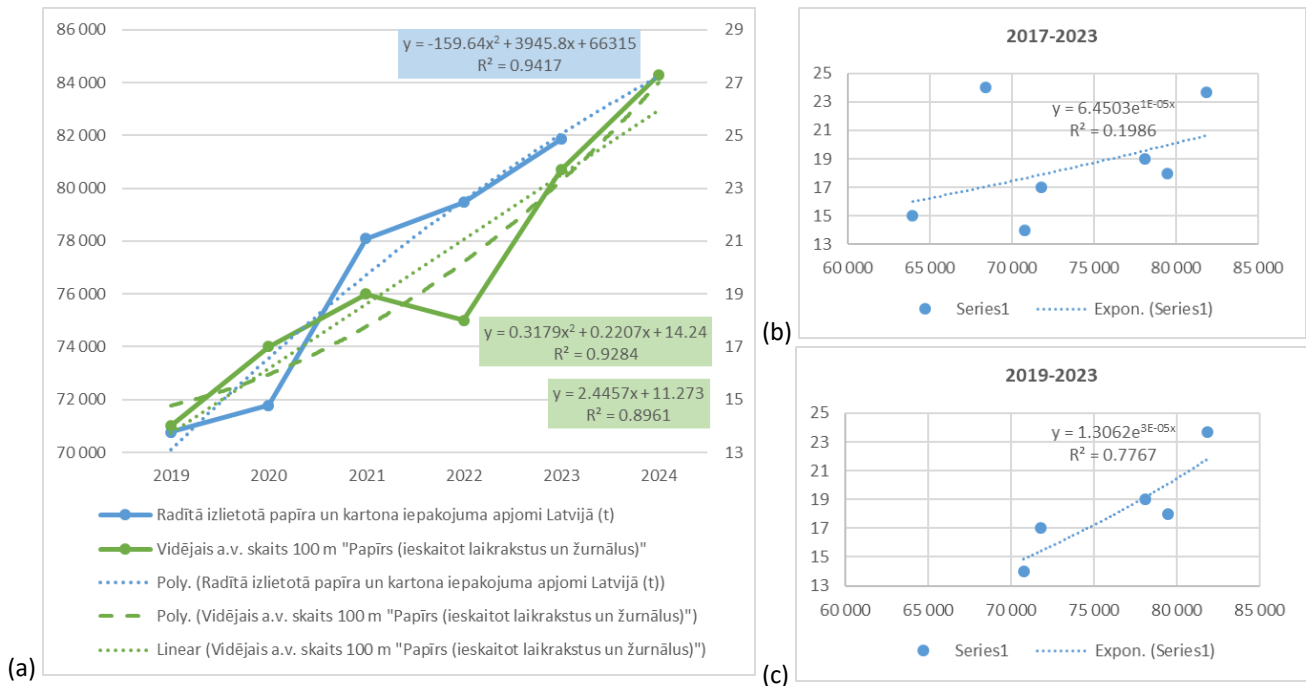 86 000
84 000
82 000
80 000
78 000
76 000
74 000
72 000
70 000
29
27
25
23
21
19
17
15
13
y = -159.64x² + 3945.8x + 66315
R² = 0.9417
y = 0.3179x² + 0.2207x + 14.24
R² = 0.9284
y = 2.4457x + 11.273
R² = 0.8961
2019 2020 2021 2022 2023 2024
Radītā izlietotā papīra un kartona iepakojuma apjomi Latvijā (t)
Vidējais a.v. skaits 100 m "Papīrs (ieskaitot laikrakstus un žurnālus)"
Poly. (Radītā izlietotā papīra un kartona iepakojuma apjomi Latvijā (t))
Poly. (Vidējais a.v. skaits 100 m "Papīrs (ieskaitot laikrakstus un žurnālus)")
Linear (Vidējais a.v. skaits 100 m "Papīrs (ieskaitot laikrakstus un žurnālus)")
(a)
2017-2023
25
23
21
19
17
15
13
y = 6.4503e^1E-05x
R² = 0.1986
60 000 65 000 70 000 75 000 80 000 85 000
Series1 Expon. (Series1)
(b)
2019-2023
25
23
21
19
17
15
13
y = 1.3062e^3E-05x
R² = 0.7767
60 000 65 000 70 000 75 000 80 000 85 000
Series1 Expon. (Series1)
(c)